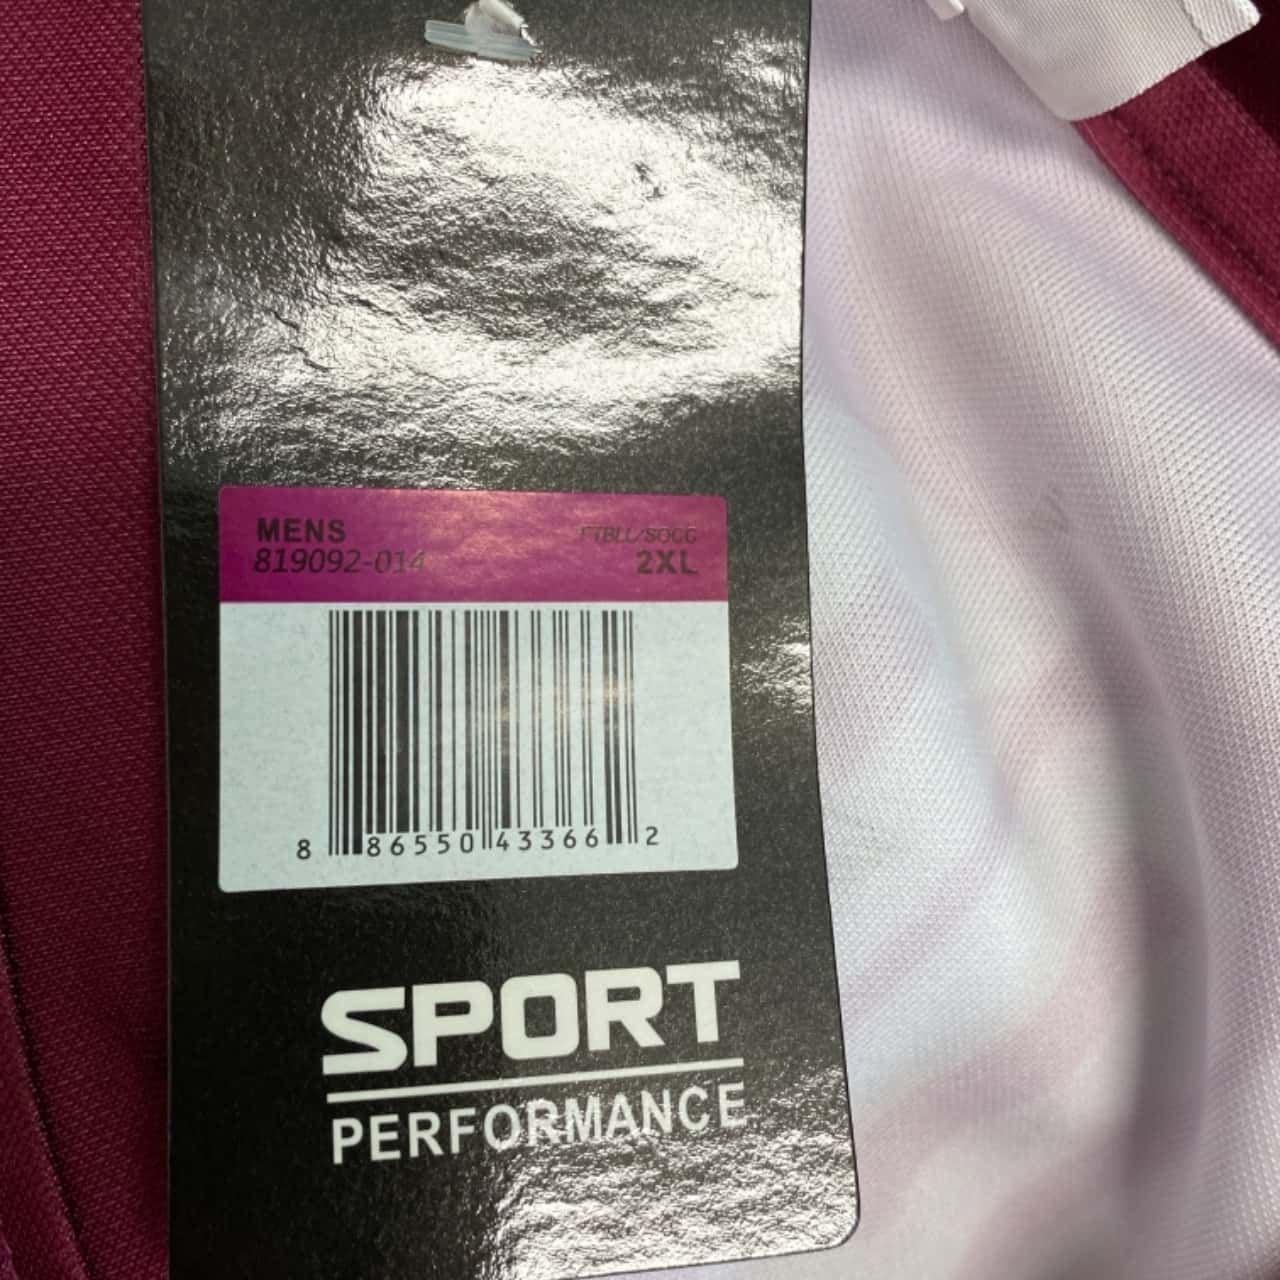 MENS FTBLL/SOCC
819092-014 2XL
8 86550 43366 2
SPORT
PERFORMANCE